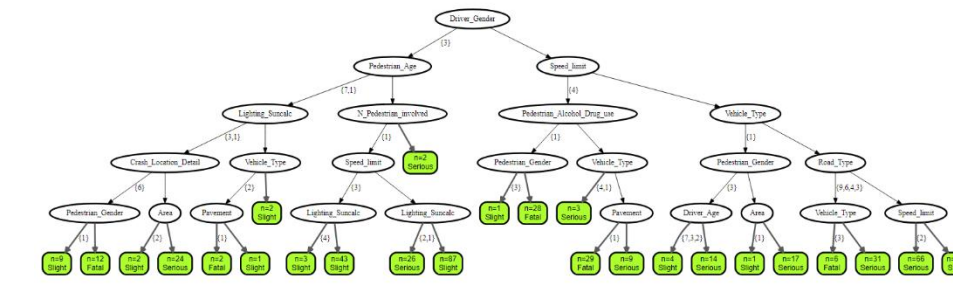 Driver_Gender
{3}
Pedestrian_Age
Speed_limit
{7,1}
{4}
Lighting_Suncalc
N_Pedestrian_involved
Pedestrian_Alcohol_Drug_use
Vehicle_Type
{3,1}
{1}
{1}
{1}
Crash_Location_Detail
Vehicle_Type
Speed_limit
n=2
Serious
Pedestrian_Gender
Vehicle_Type
Pedestrian_Gender
Road_Type
{6}
{2}
{3}
{3}
{4,1}
{3}
{9,6,4,3}
Pedestrian_Gender
Area
Pavement
n=2
Slight
Lighting_Suncalc
Lighting_Suncalc
n=1
Slight
n=28
Fatal
n=3
Serious
Pavement
Driver_Age
Area
Vehicle_Type
Speed_limit
{1}
{2}
{1}
{4}
{2,1}
{1}
{7,3,2}
{1}
{3}
{2}
n=9
Slight
n=12
Fatal
n=2
Slight
n=24
Serious
n=2
Fatal
n=1
Slight
n=3
Slight
n=43
Slight
n=26
Serious
n=87
Slight
n=29
Fatal
n=9
Serious
n=4
Slight
n=14
Serious
n=1
Slight
n=17
Serious
n=6
Fatal
n=31
Serious
n=66
Serious